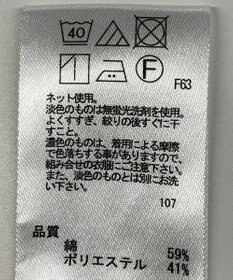 40
F
F63
ネット使用。
淡色のものは無蛍光洗剤を使用。
よくすすぎ、絞りの後すぐに干
すこと。
濃色のものは、着用による摩擦
で色落ちする事がありますので、
組み合せの衣服にご注意下さい。
また、淡色のものとは別にお洗
い下さい。
107
品質
綿 59%
ポリエステル 41%